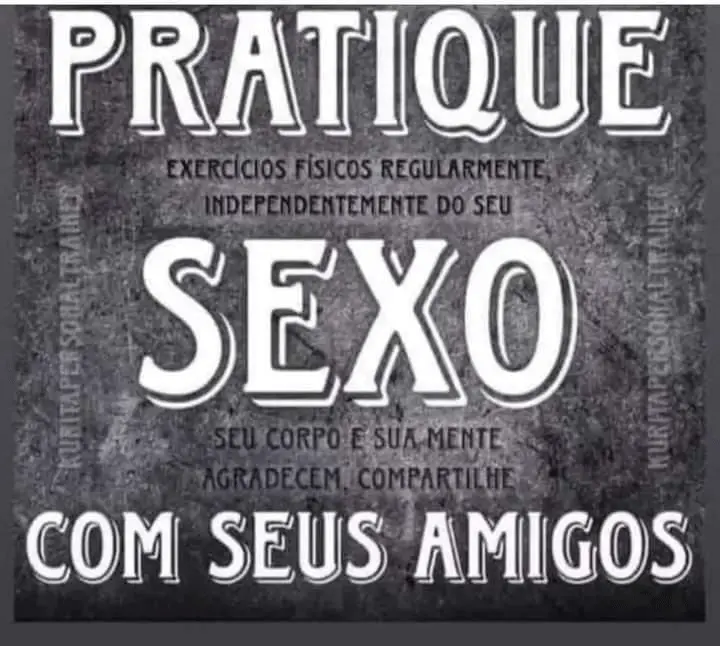 PRATIQUE
EXERCÍCIOS FÍSICOS REGULARMENTE,
INDEPENDENTEMENTE DO SEU
SEXO
SEU CORPO E SUA MENTE
AGRADECEM, COMPARTILHE
COM SEUS AMIGOS